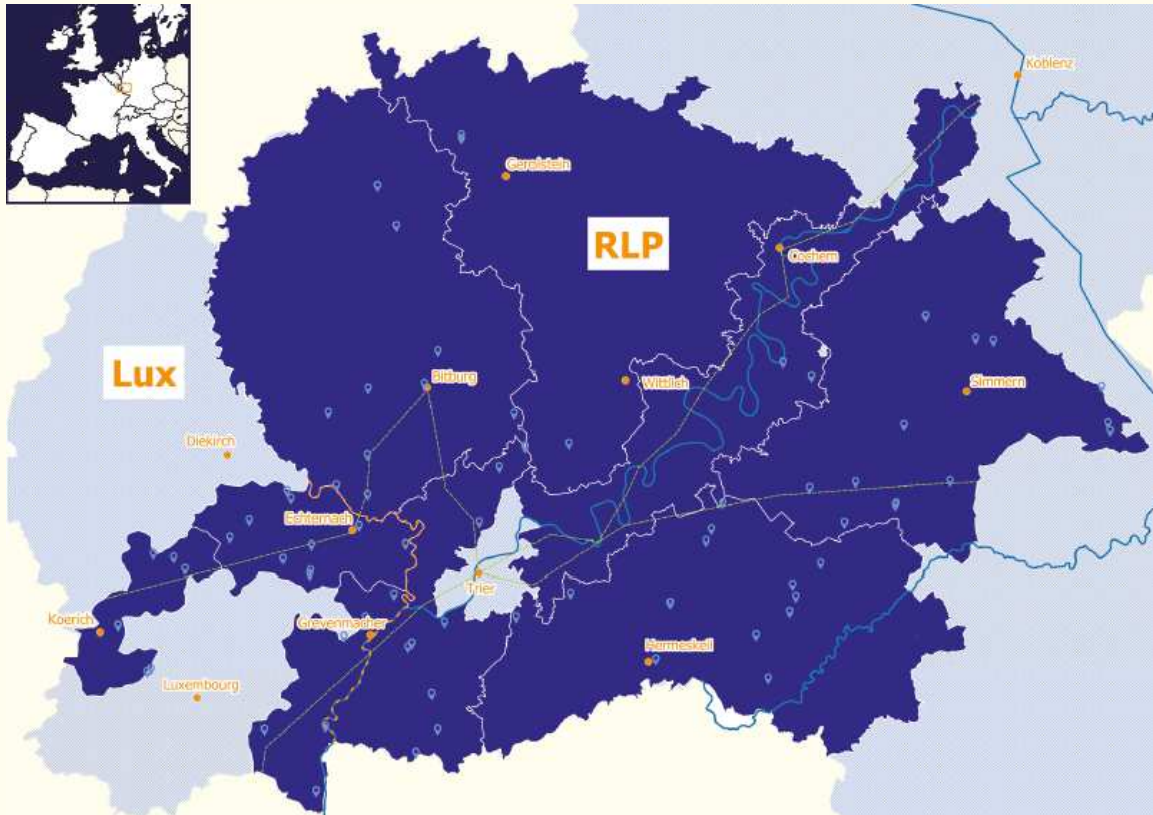 Koblenz
Gerolstein
RLP
Cochem
Lux
Bitburg
Wittlich
Simmern
Diekirch
Echternach
Trier
Koerich
Grevenmacher
Hermeskeil
Luxembourg